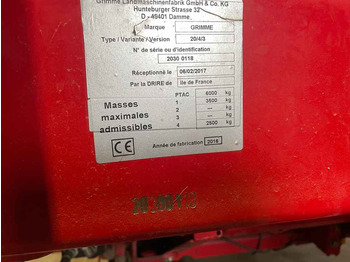 Grimme Landmaschinenfabrik GmbH & Co. KG
Hunteburger Strasse 32
D - 49401 Damme
Marque GRIMME
Type / Variante / Version 20/4/3
N° de série ou d'identification
2030 0118
Réceptionné le 06/02/2017
Par la DRIRE de Ile de France
PTAC 8000 kg
Masses 1 3500 kg
maximales 2 --- kg
admissibles 3 --- kg
4 2500 kg
CE Année de fabrication 2016